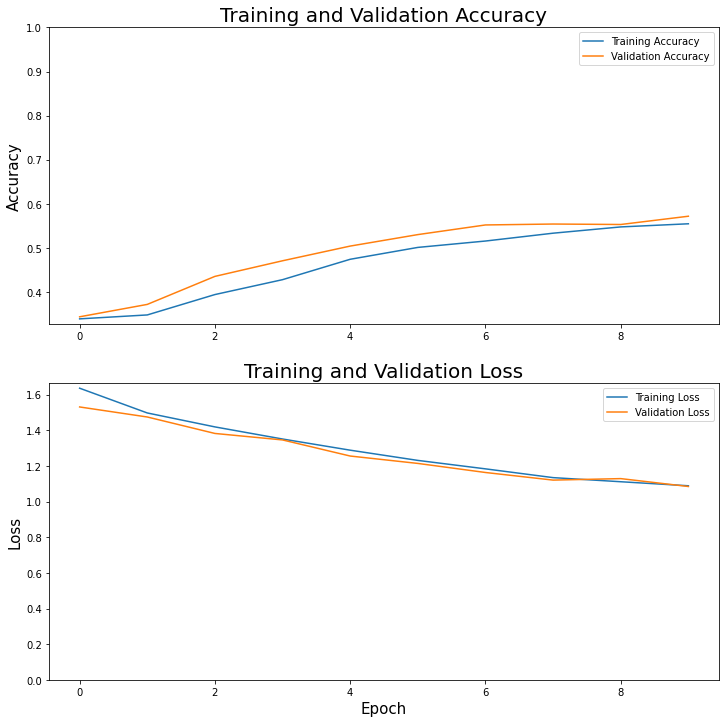 Training and Validation Accuracy
1.0
0.9
0.8
0.7
0.6
0.5
0.4
Accuracy
Training Accuracy
Validation Accuracy
0 2 4 6 8
Training and Validation Loss
1.6
1.4
1.2
1.0
0.8
0.6
0.4
0.2
0.0
Loss
Training Loss
Validation Loss
0 2 4 6 8
Epoch